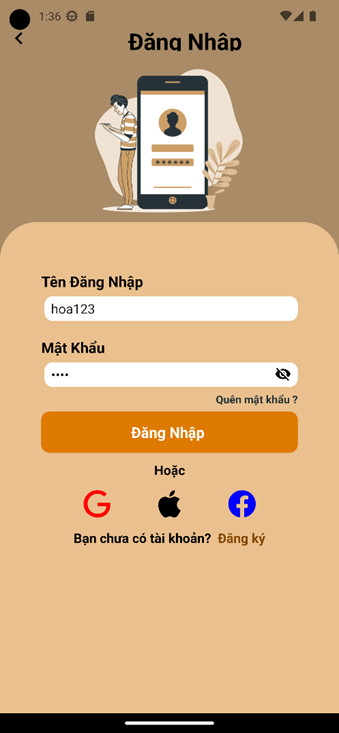 1:36
Đăng Nhập
Tên Đăng Nhập
hoa123
Mật Khẩu
••••
Quên mật khẩu ?
Đăng Nhập
Hoặc
Bạn chưa có tài khoản? Đăng ký